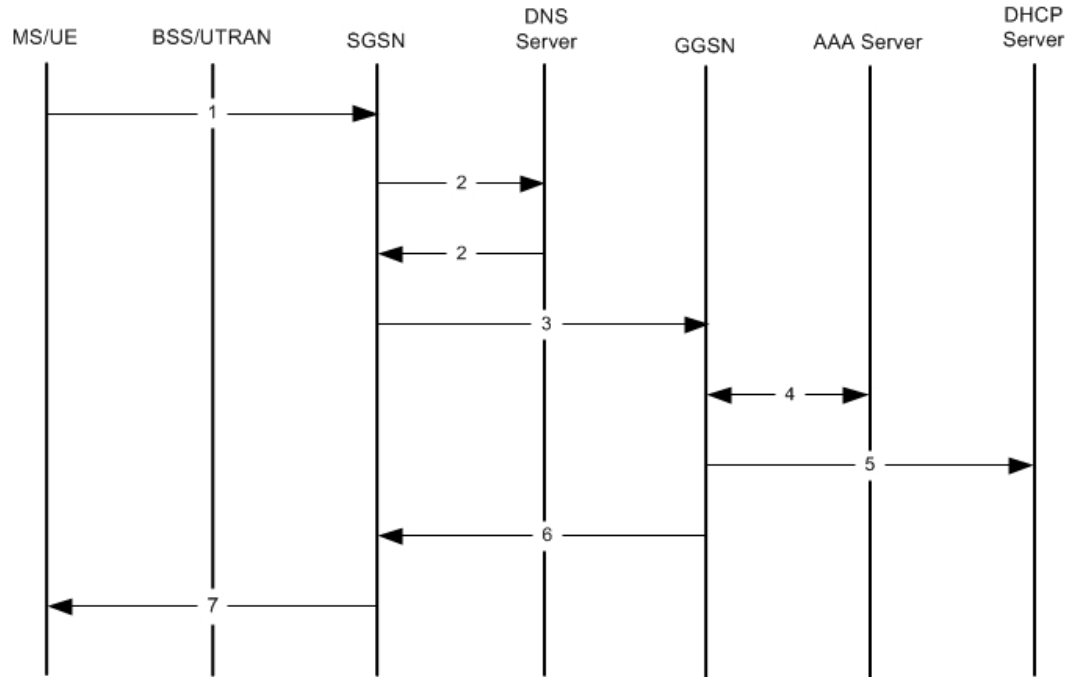 MS/UE
BSS/UTRAN
SGSN
DNS
Server
GGSN
AAA Server
DHCP
Server
1
2
2
3
4
5
6
7